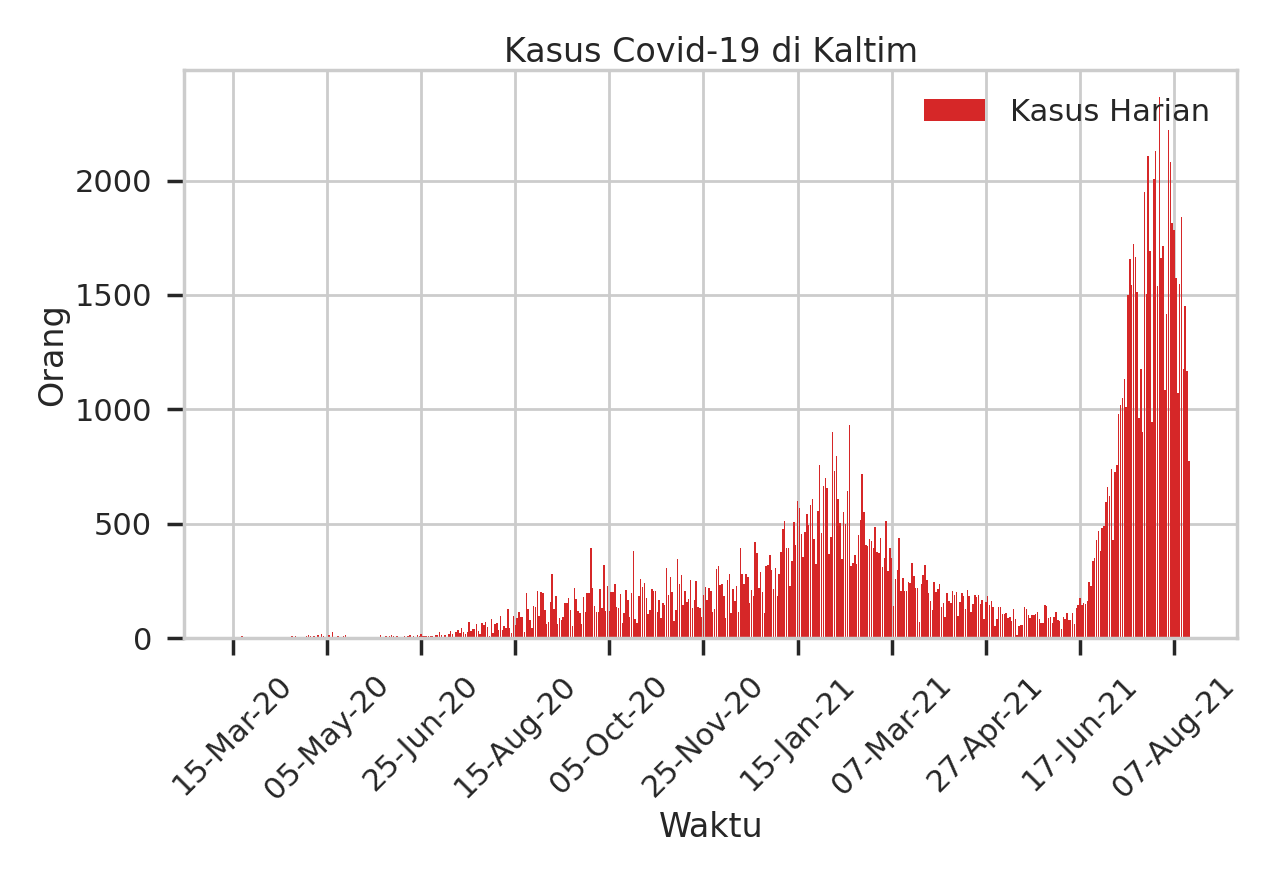 Kasus Covid-19 di Kaltim
Kasus Harian
Orang
2000
1500
1000
500
0
15-Mar-20
05-May-20
25-Jun-20
15-Aug-20
05-Oct-20
25-Nov-20
15-Jan-21
07-Mar-21
27-Apr-21
17-Jun-21
07-Aug-21
Waktu